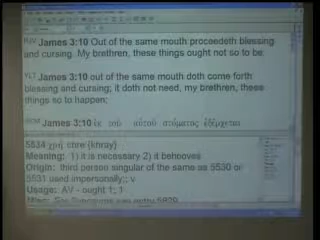 KJV James 3:10 Out of the same mouth proceedeth blessing
and cursing. My brethren, these things ought not so to be.
YLT James 3:10 out of the same mouth doth come forth
blessing and cursing; it doth not need, my brethren, these
things so to happen;
James 3:10 ἐκ τοῦ αὐτοῦ στόματος ἐξέρχεται
5534 χρή chre {khray}
Meaning: 1) it is necessary 2) it behooves
Origin: third person singular of the same as 5530 or
5531 used impersonally;; v
Usage: AV - ought 1; 1